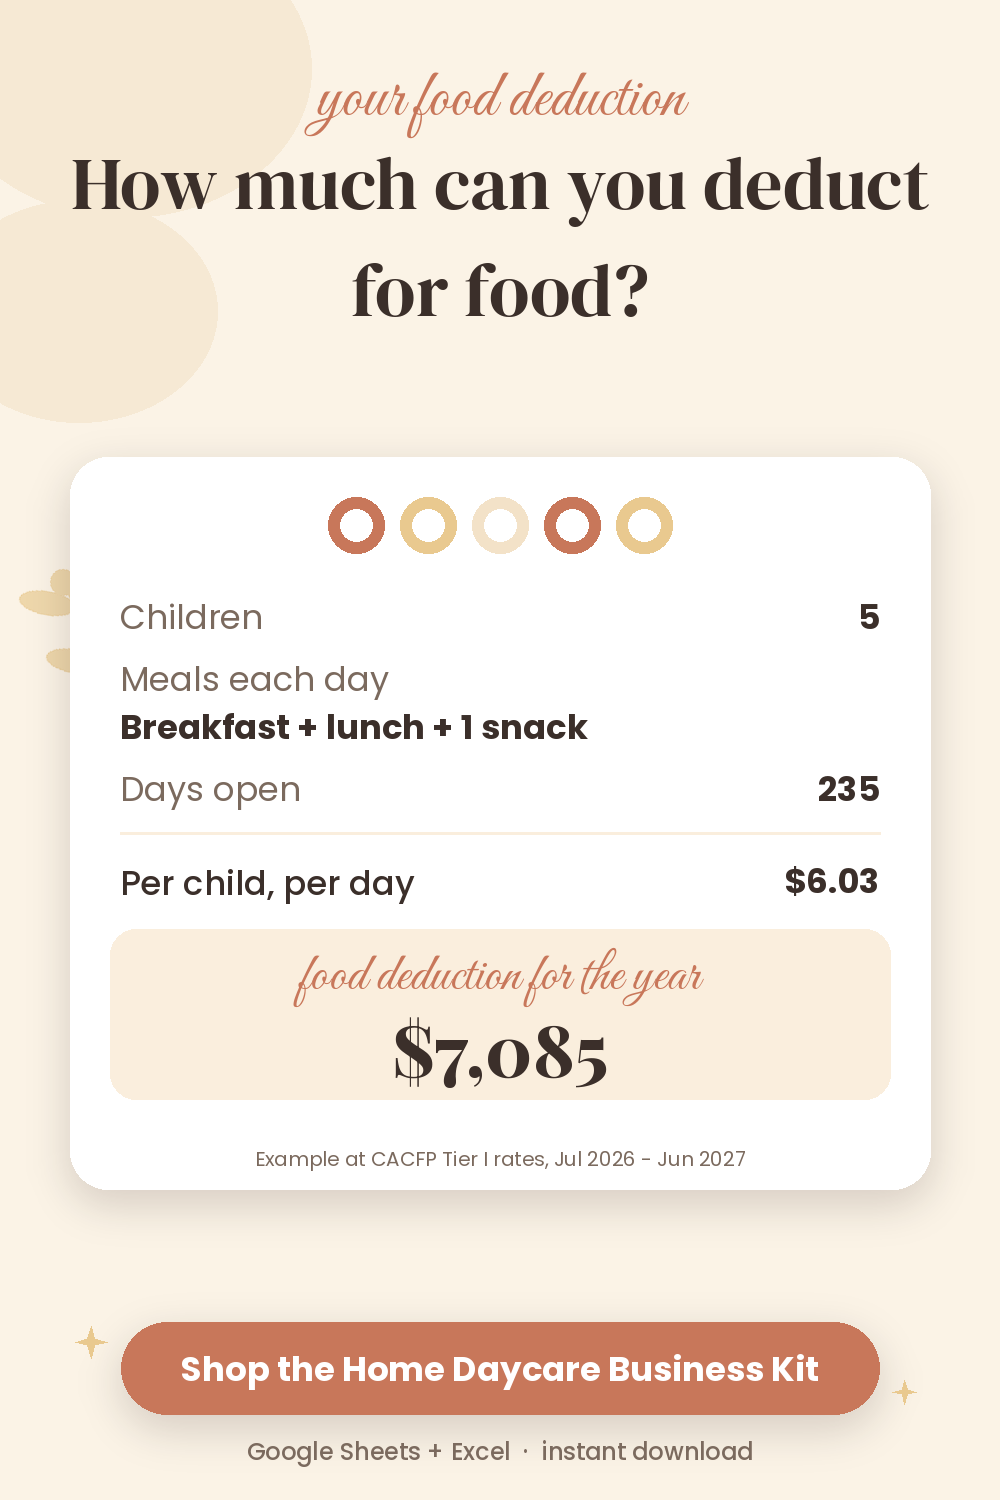 your food deduction
How much can you deduct
for food?
Children 5
Meals each day
Breakfast + lunch + 1 snack
Days open 235
Per child, per day $6.03
food deduction for the year
$7,085
Example at CACFP Tier I rates, Jul 2026 - Jun 2027
Shop the Home Daycare Business Kit
Google Sheets + Excel · instant download